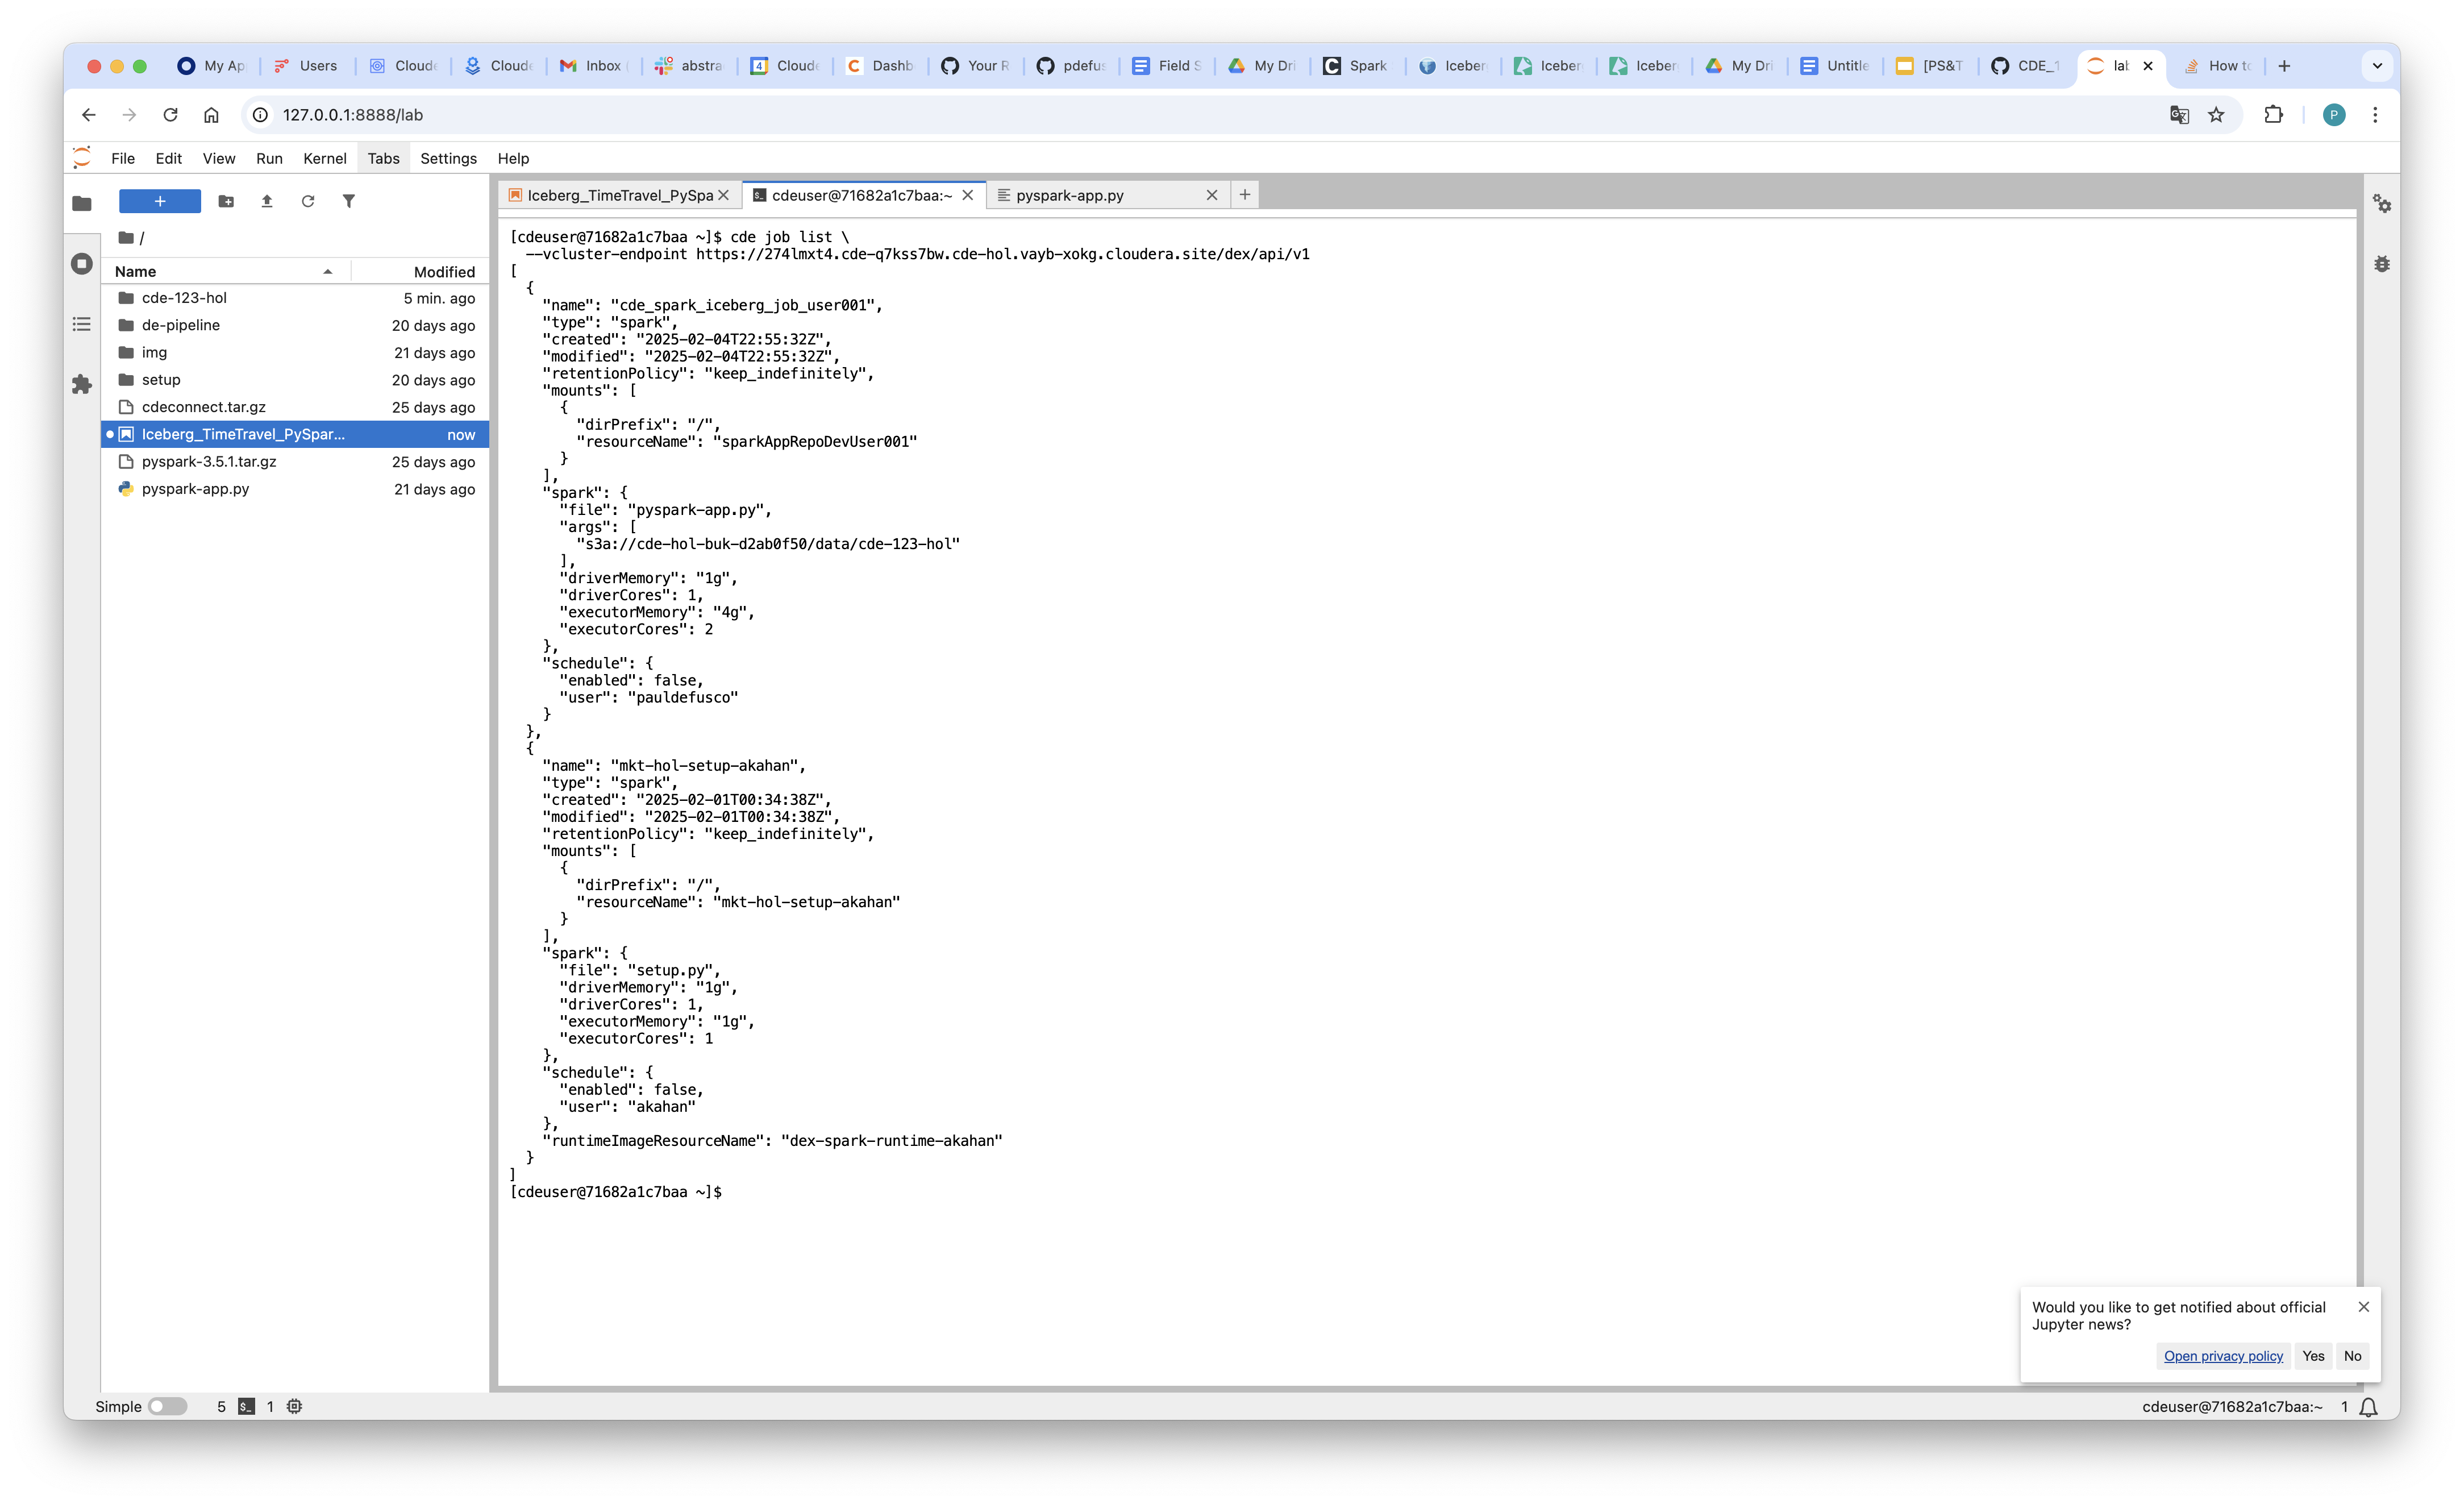 My Ap
Users
Cloude
Cloude
Inbox
abstra
4
Cloude
Dashb
Your R
pdefus
Field S
My Dri
Spark
Iceber
Iceber
Iceber
My Dri
Untitle
[PS&T
CDE_1
lab
How to
127.0.0.1:8888/lab
P
File Edit View Run Kernel Tabs Settings Help
/
Name Modified
cde-123-hol 5 min. ago
de-pipeline 20 days ago
img 21 days ago
setup 20 days ago
cdeconnect.tar.gz 25 days ago
Iceberg_TimeTravel_PySpar... now
pyspark-3.5.1.tar.gz 25 days ago
pyspark-app.py 21 days ago
Iceberg_TimeTravel_PySpa
cdeuser@71682a1c7baa:~
pyspark-app.py
[cdeuser@71682a1c7baa ~]$ cde job list \
--vcluster-endpoint https://274lmxt4.cde-q7kss7bw.cde-hol.vayb-xokg.cloudera.site/dex/api/v1
[
{
"name": "cde_spark_iceberg_job_user001",
"type": "spark",
"created": "2025-02-04T22:55:32Z",
"modified": "2025-02-04T22:55:32Z",
"retentionPolicy": "keep_indefinitely",
"mounts": [
{
"dirPrefix": "/",
"resourceName": "sparkAppRepoDevUser001"
}
],
"spark": {
"file": "pyspark-app.py",
"args": [
"s3a://cde-hol-buk-d2ab0f50/data/cde-123-hol"
],
"driverMemory": "1g",
"driverCores": 1,
"executorMemory": "4g",
"executorCores": 2
},
"schedule": {
"enabled": false,
"user": "pauldefusco"
}
},
{
"name": "mkt-hol-setup-akahan",
"type": "spark",
"created": "2025-02-01T00:34:38Z",
"modified": "2025-02-01T00:34:38Z",
"retentionPolicy": "keep_indefinitely",
"mounts": [
{
"dirPrefix": "/",
"resourceName": "mkt-hol-setup-akahan"
}
],
"spark": {
"file": "setup.py",
"driverMemory": "1g",
"driverCores": 1,
"executorMemory": "1g",
"executorCores": 1
},
"schedule": {
"enabled": false,
"user": "akahan"
},
"runtimeImageResourceName": "dex-spark-runtime-akahan"
}
]
[cdeuser@71682a1c7baa ~]$
Would you like to get notified about official
Jupyter news?
Open privacy policy Yes No
Simple 5 1
cdeuser@71682a1c7baa:~ 1